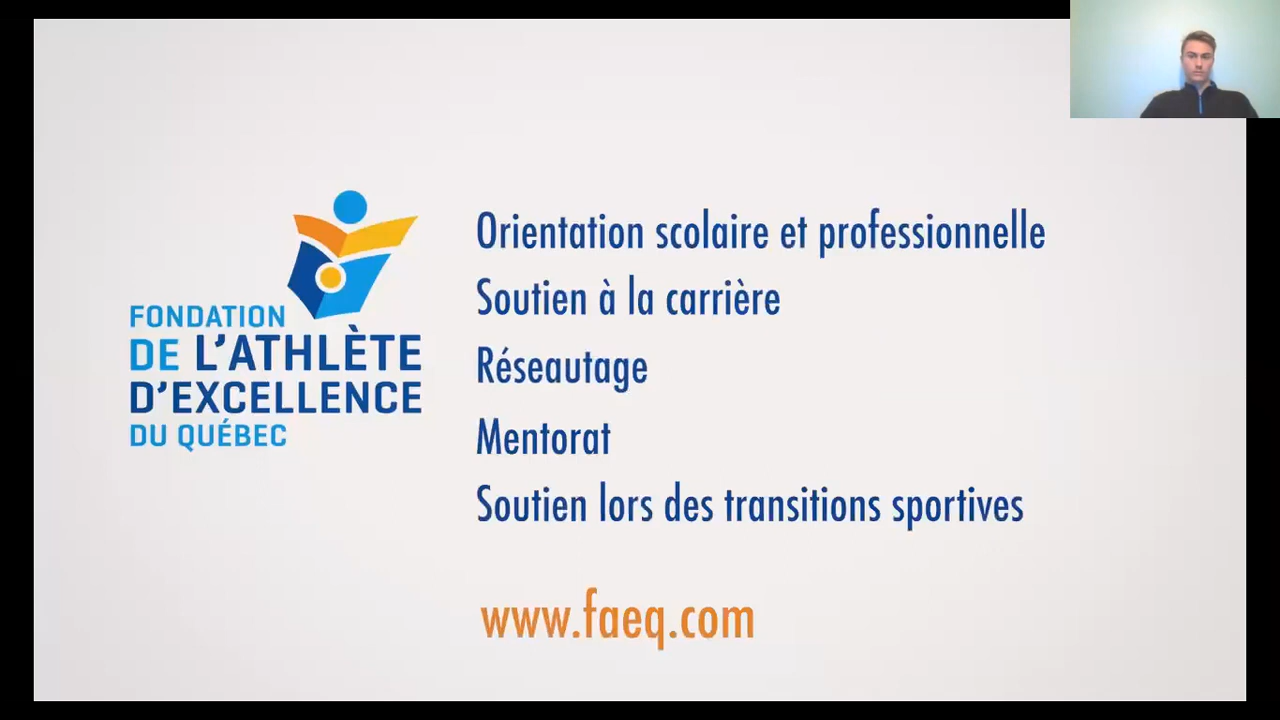 FONDATION
DE L'ATHLÈTE
D'EXCELLENCE
DU QUÉBEC
Orientation scolaire et professionnelle
Soutien à la carrière
Réseautage
Mentorat
Soutien lors des transitions sportives
www.faeq.com